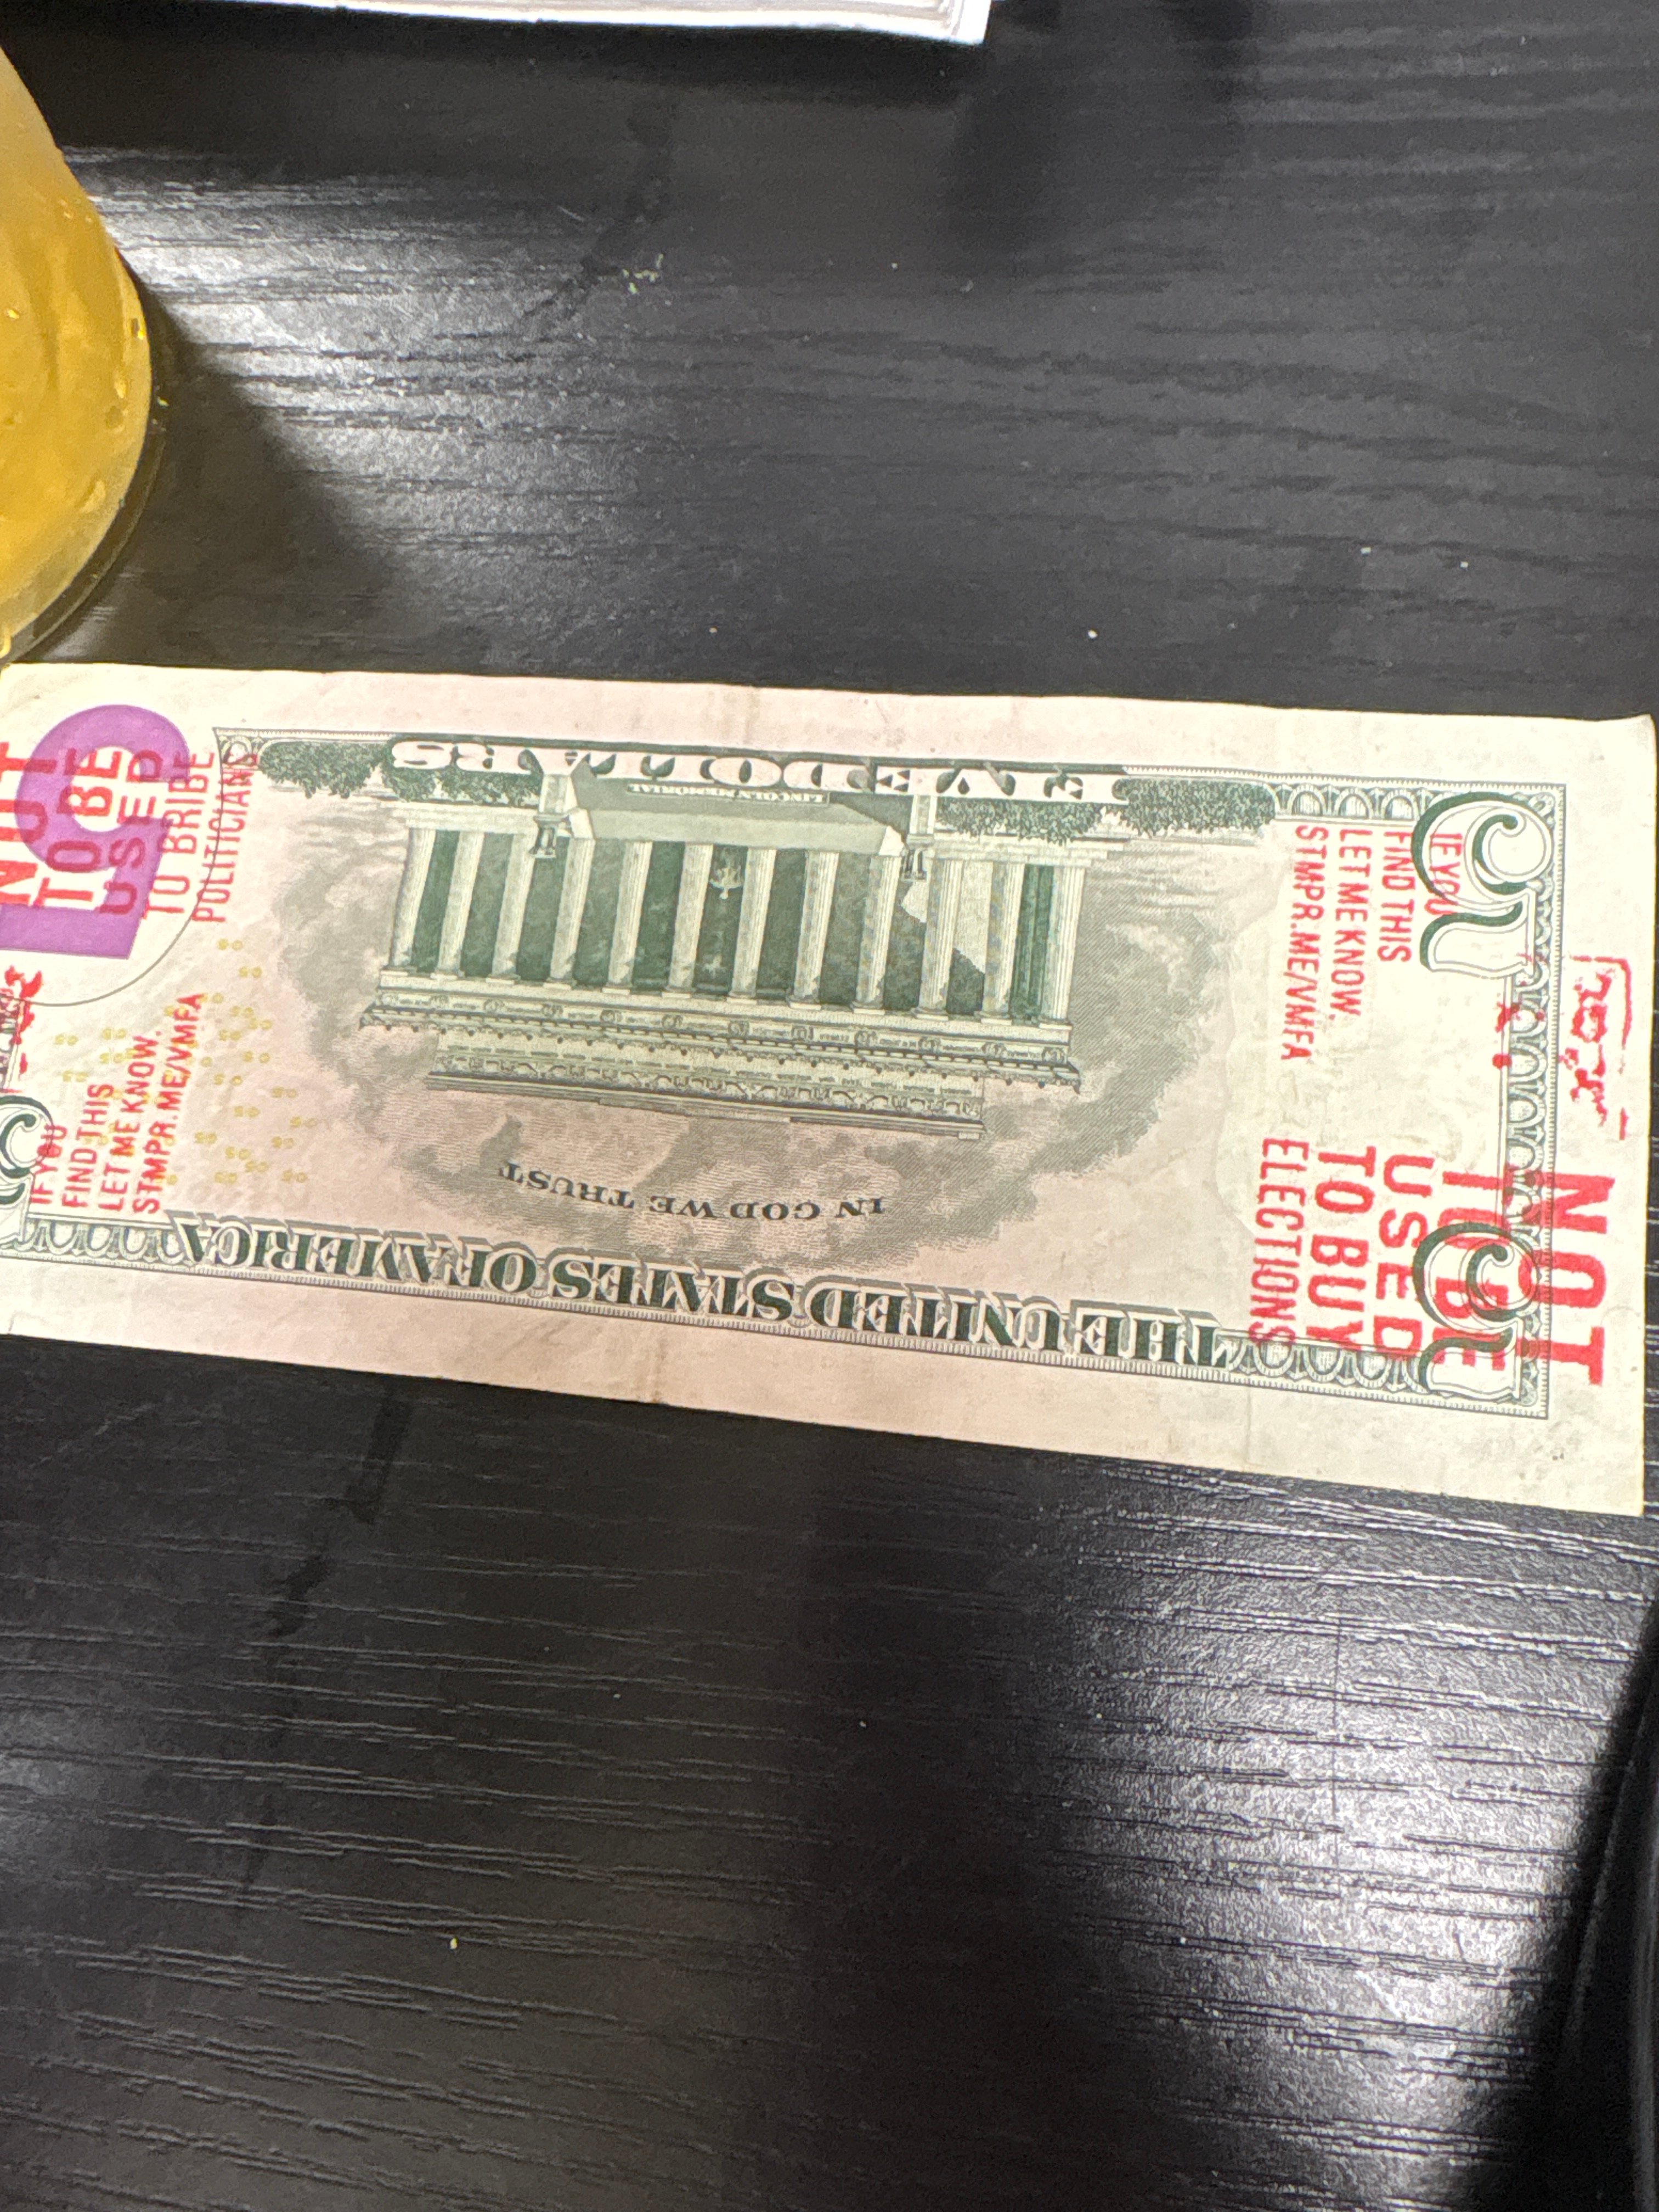 THE UNITED STATES OF AMERICA
IN GOD WE TRUST
LINCOLN MEMORIAL
FIVE DOLLARS
5
5
5
NOT
TO BE
USED
TO BUY
ELECTIONS
IF YOU
FIND THIS
LET ME KNOW.
STMPR.ME/VMFA
NOT
TO BE
USED
TO BRIBE
POLITICIANS
IF YOU
FIND THIS
LET ME KNOW.
STMPR.ME/VMFA
5